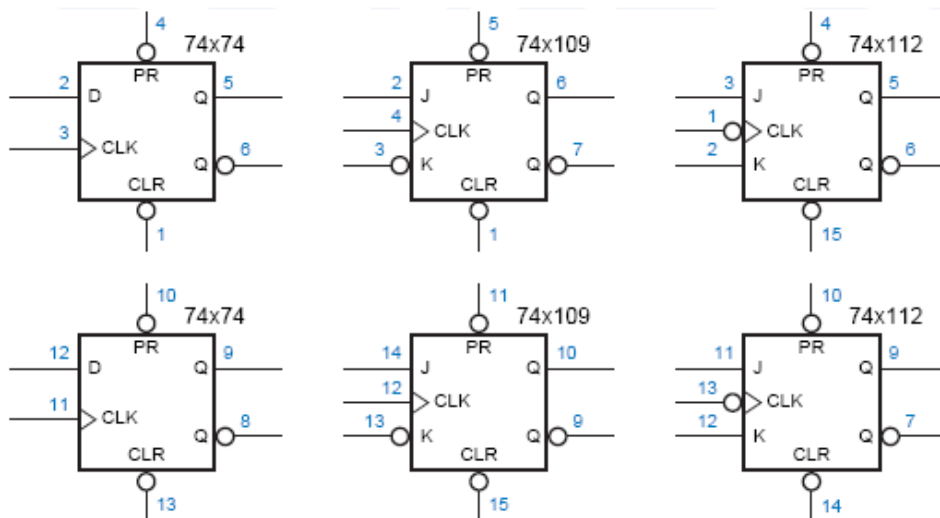 4 74x74 5 74x109 4 74x112
PR PR PR
2 D Q 5 2 J Q 6 3 J Q 5
3 CLK 4 CLK 1 CLK
Q 6 3 K Q 7 2 K Q 6
CLR CLR CLR
1 1 15
10 74x74 11 74x109 10 74x112
PR PR PR
12 D Q 9 14 J Q 10 11 J Q 9
11 CLK 12 CLK 13 CLK
Q 8 13 K Q 9 12 K Q 7
CLR CLR CLR
13 15 14